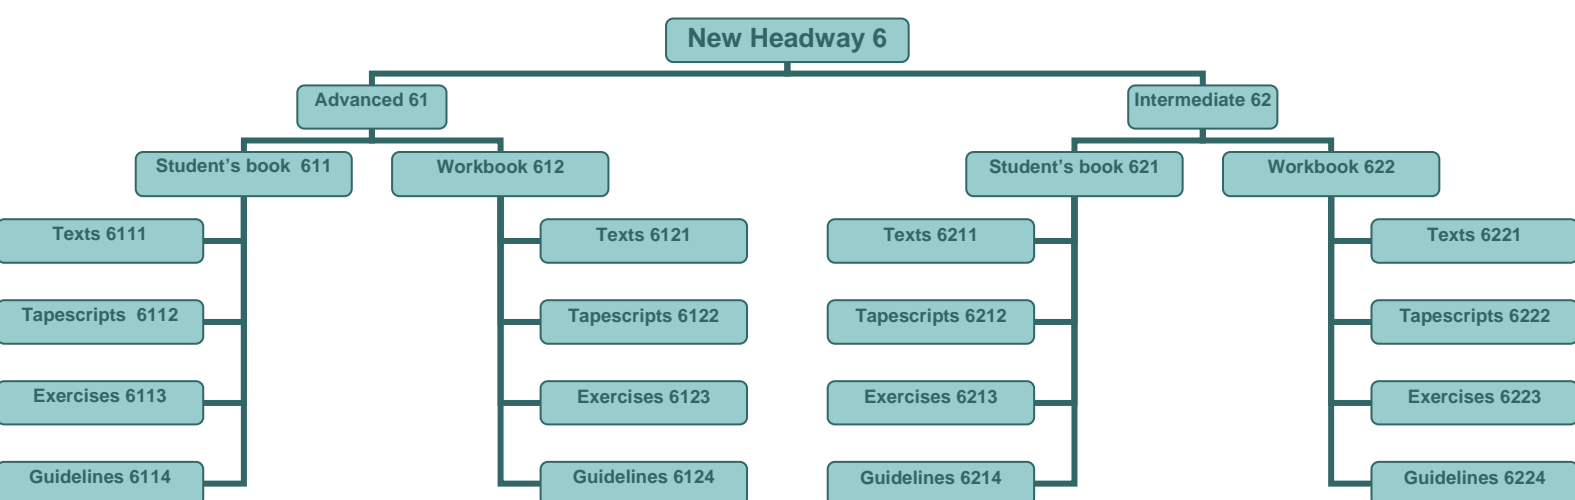 New Headway 6
Advanced 61
Intermediate 62
Student’s book  611
Workbook 612
Student’s book 621
Workbook 622
Texts 6111
Texts 6121
Texts 6211
Texts 6221
Tapescripts  6112
Tapescripts 6122
Tapescripts 6212
Tapescripts 6222
Exercises 6113
Exercises 6123
Exercises 6213
Exercises 6223
Guidelines 6114
Guidelines 6124
Guidelines 6214
Guidelines 6224